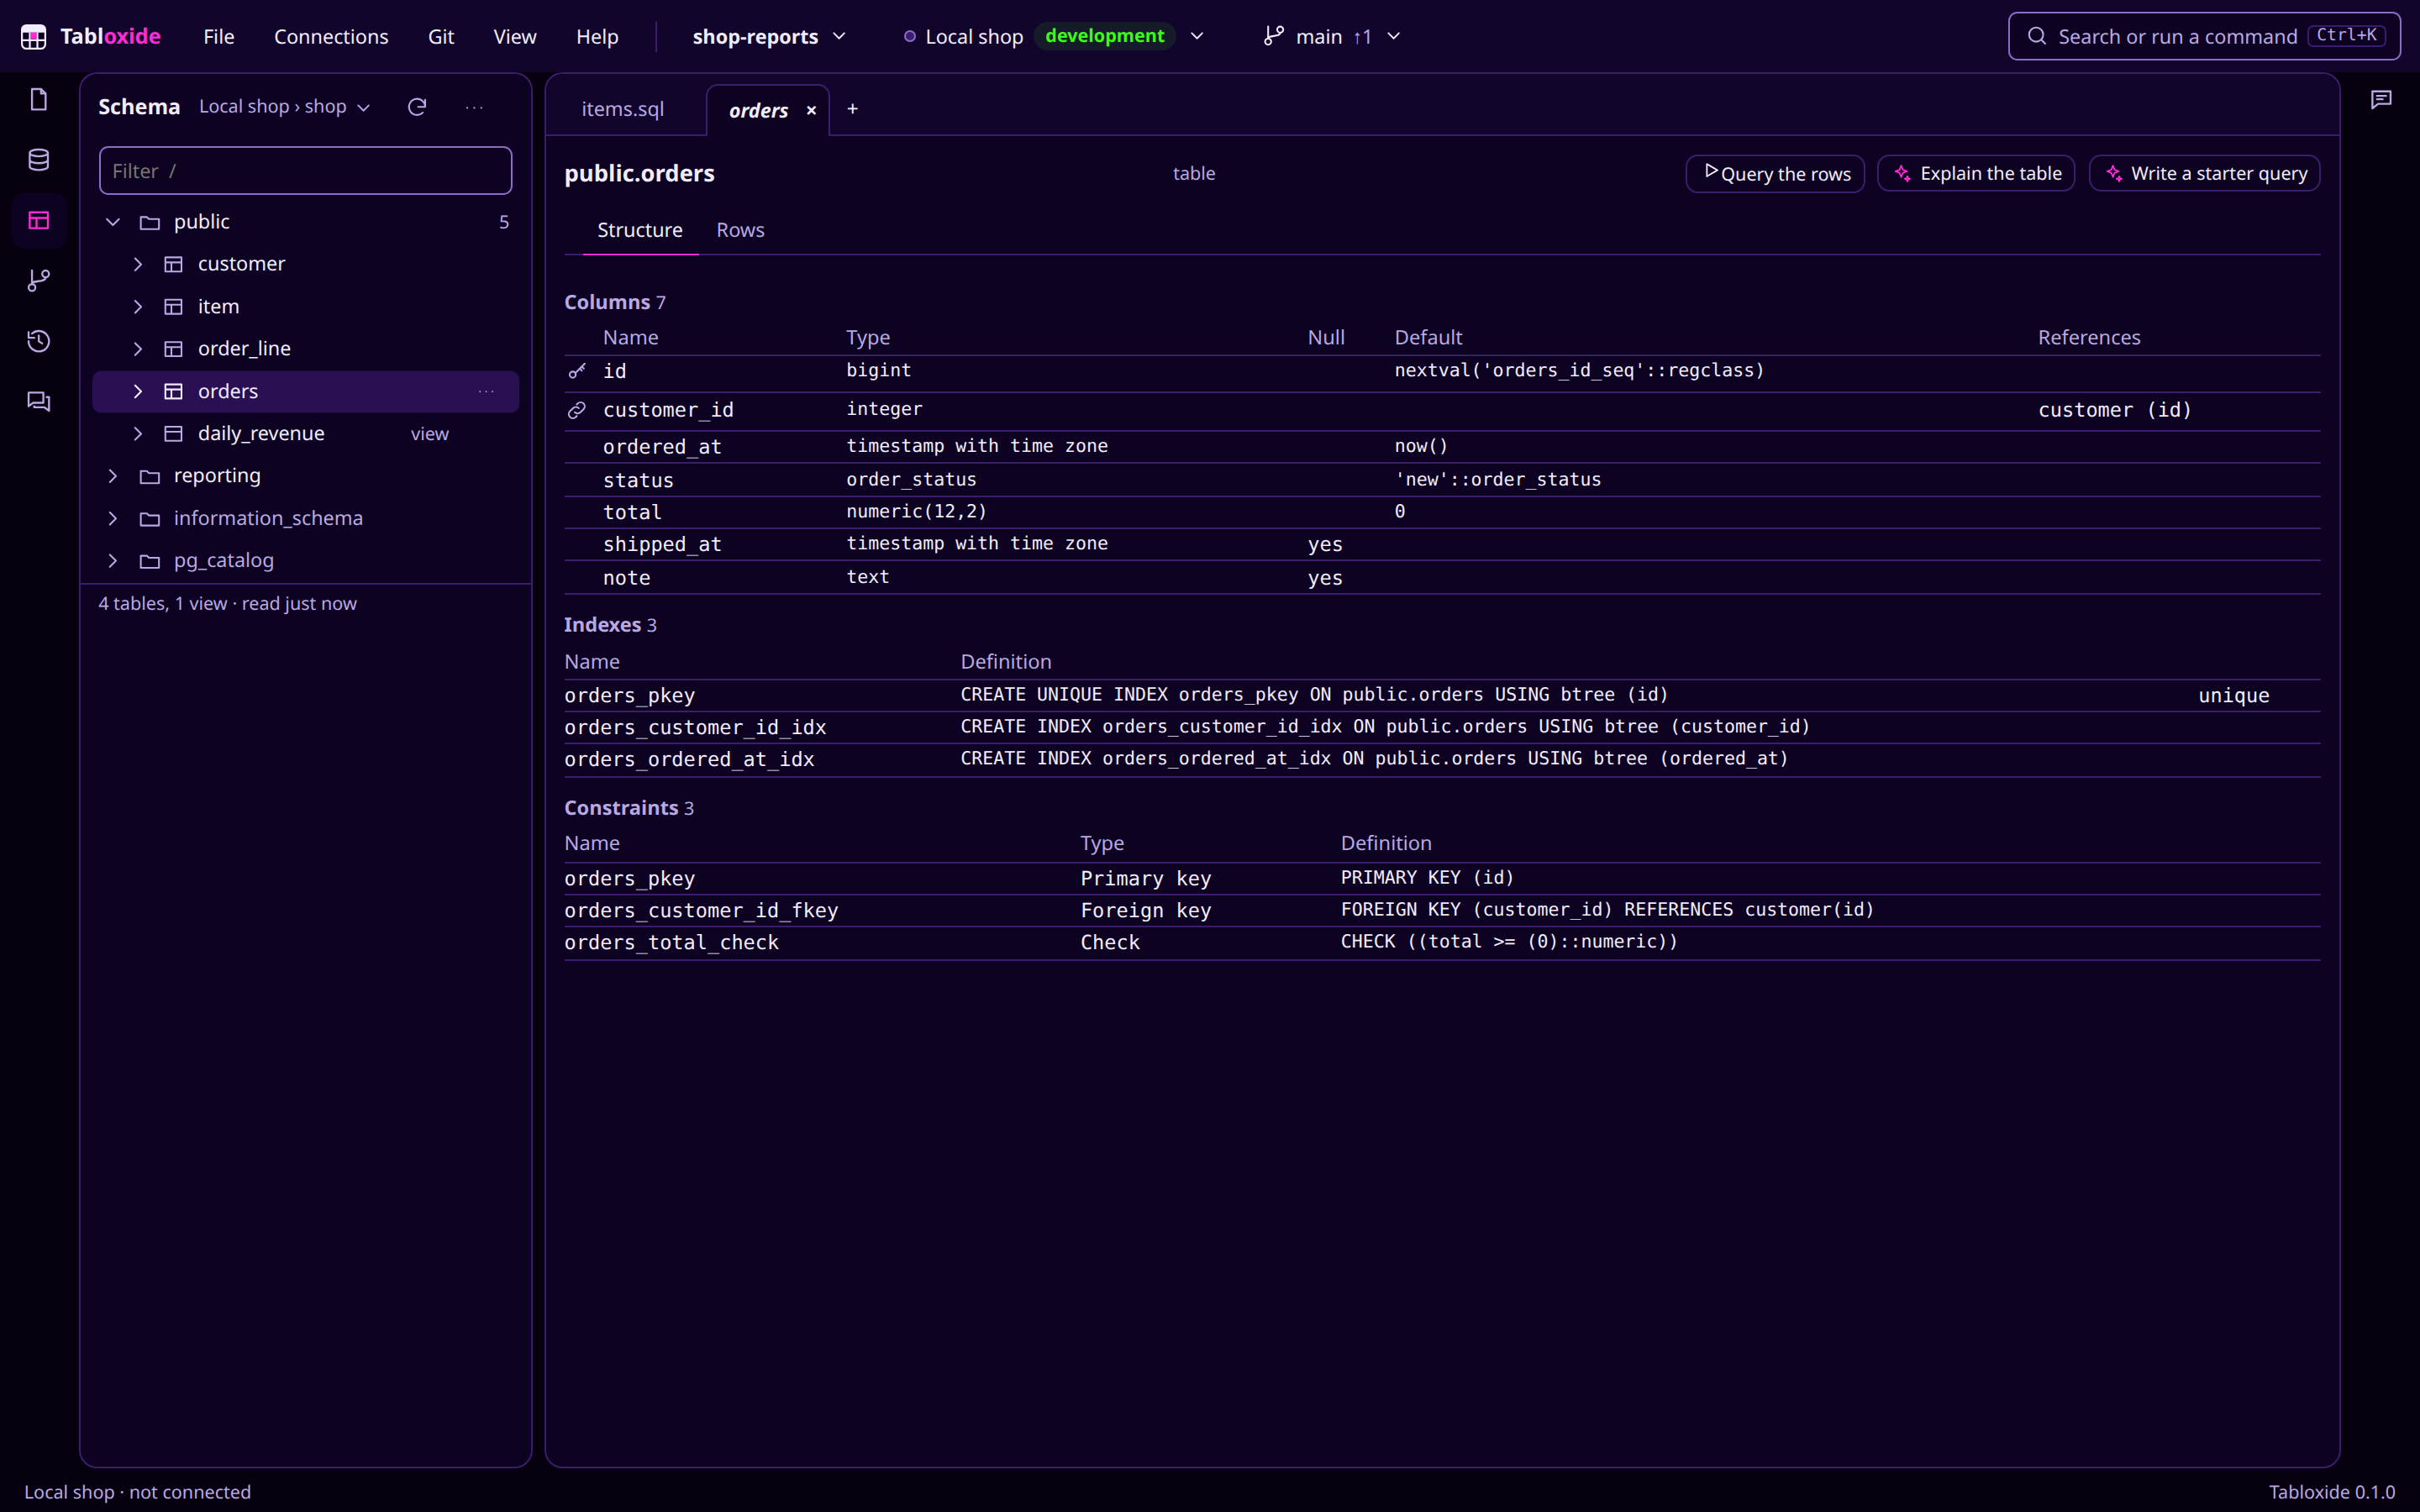 Tabloxide File Connections Git View Help shop-reports Local shop development main ↑1 Search or run a command Ctrl+K
Schema Local shop › shop ···
Filter /
public 5
customer
item
order_line
orders ···
daily_revenue view
reporting
information_schema
pg_catalog
4 tables, 1 view · read just now
items.sql orders × +
public.orders table Query the rows Explain the table Write a starter query
Structure Rows
Columns 7
Name Type Null Default References
id bigint nextval('orders_id_seq'::regclass)
customer_id integer customer (id)
ordered_at timestamp with time zone now()
status order_status 'new'::order_status
total numeric(12,2) 0
shipped_at timestamp with time zone yes
note text yes
Indexes 3
Name Definition
orders_pkey CREATE UNIQUE INDEX orders_pkey ON public.orders USING btree (id) unique
orders_customer_id_idx CREATE INDEX orders_customer_id_idx ON public.orders USING btree (customer_id)
orders_ordered_at_idx CREATE INDEX orders_ordered_at_idx ON public.orders USING btree (ordered_at)
Constraints 3
Name Type Definition
orders_pkey Primary key PRIMARY KEY (id)
orders_customer_id_fkey Foreign key FOREIGN KEY (customer_id) REFERENCES customer(id)
orders_total_check Check CHECK ((total >= (0)::numeric))
Local shop · not connected Tabloxide 0.1.0